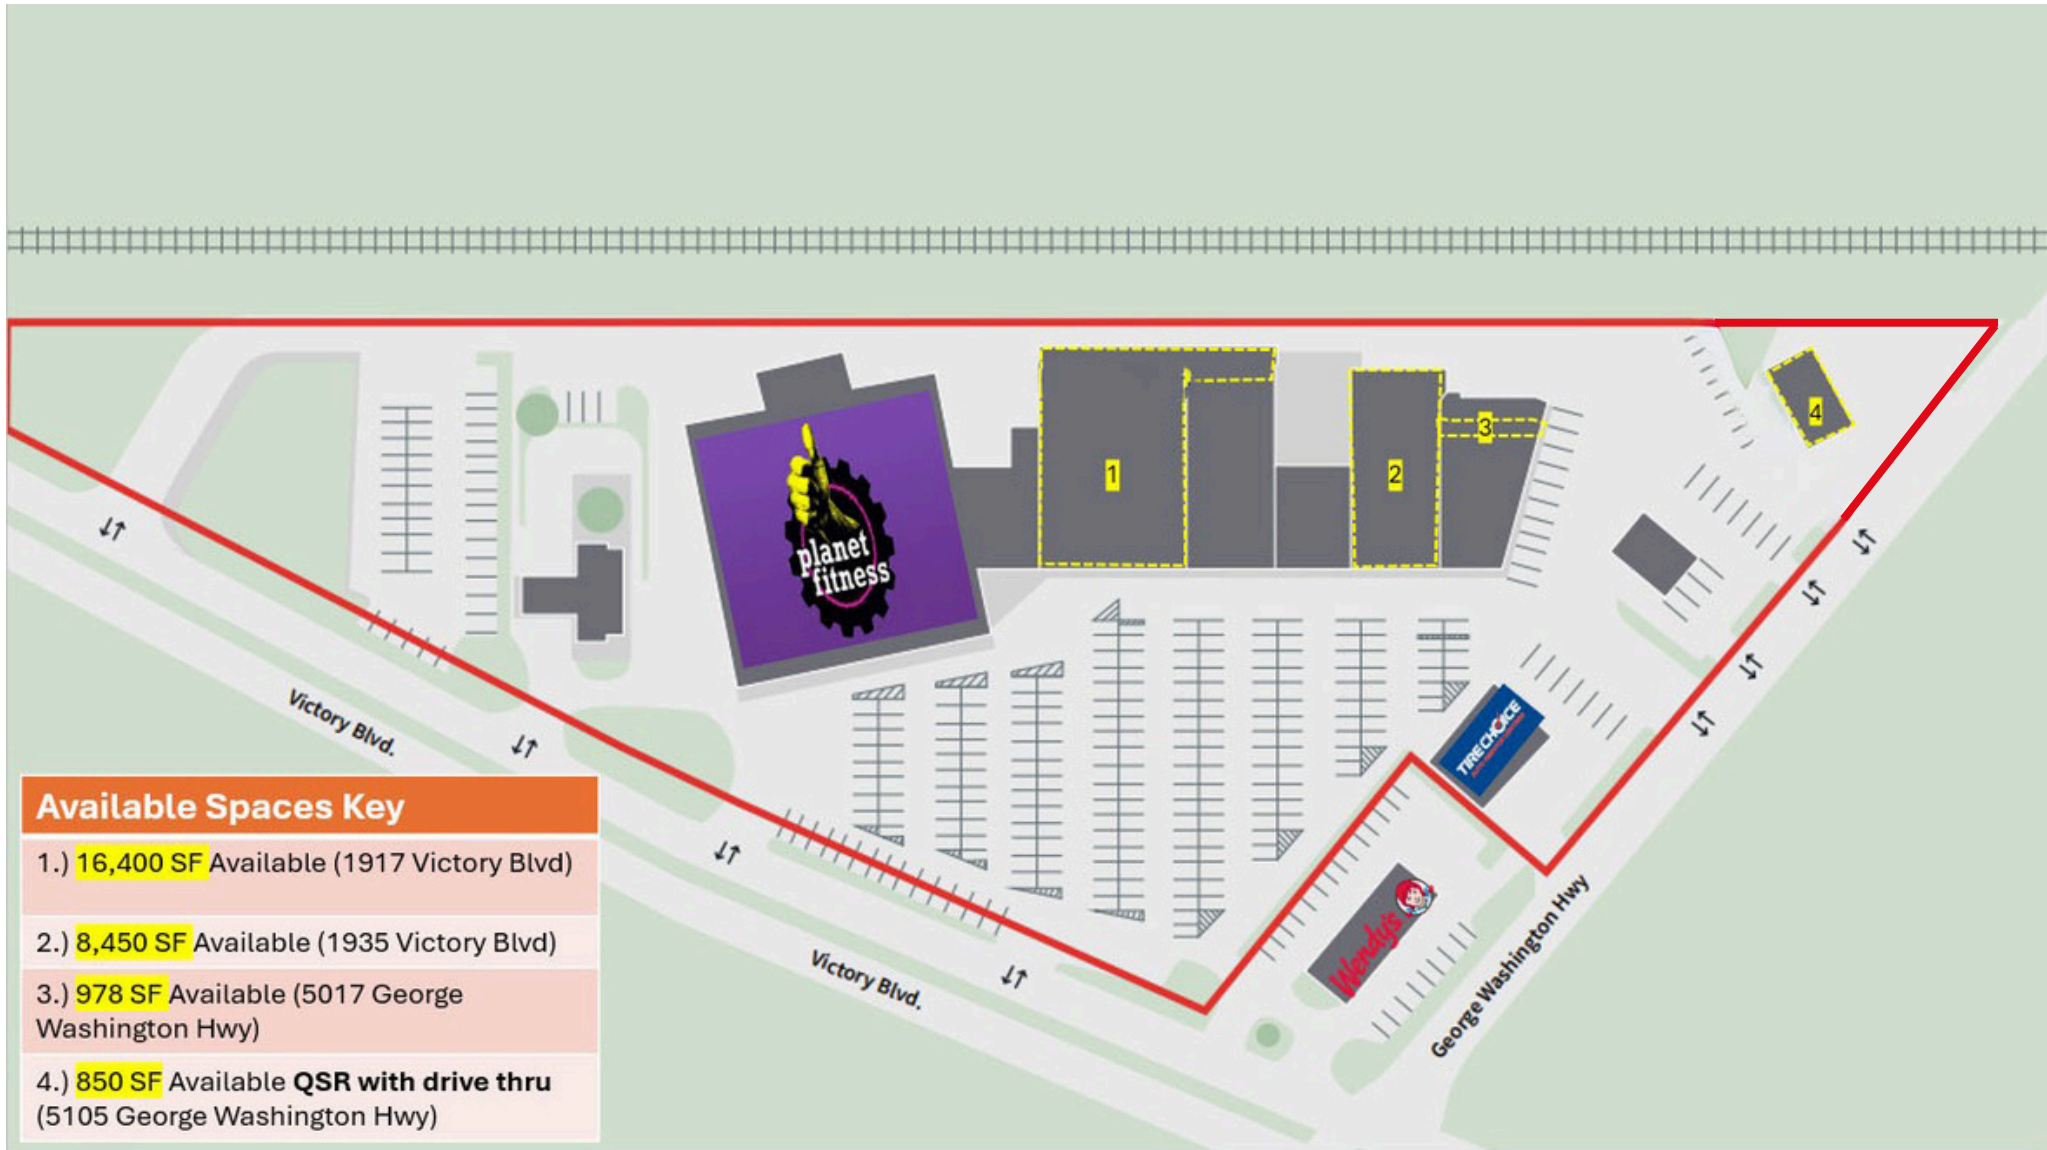 planet
fitness
1
2
3
4
TIRE CHOICE
Victory Blvd.
Wendy's
Victory Blvd.
George Washington Hwy
Available Spaces Key
1.) 16,400 SF Available (1917 Victory Blvd)
2.) 8,450 SF Available (1935 Victory Blvd)
3.) 978 SF Available (5017 George
Washington Hwy)
4.) 850 SF Available QSR with drive thru
(5105 George Washington Hwy)